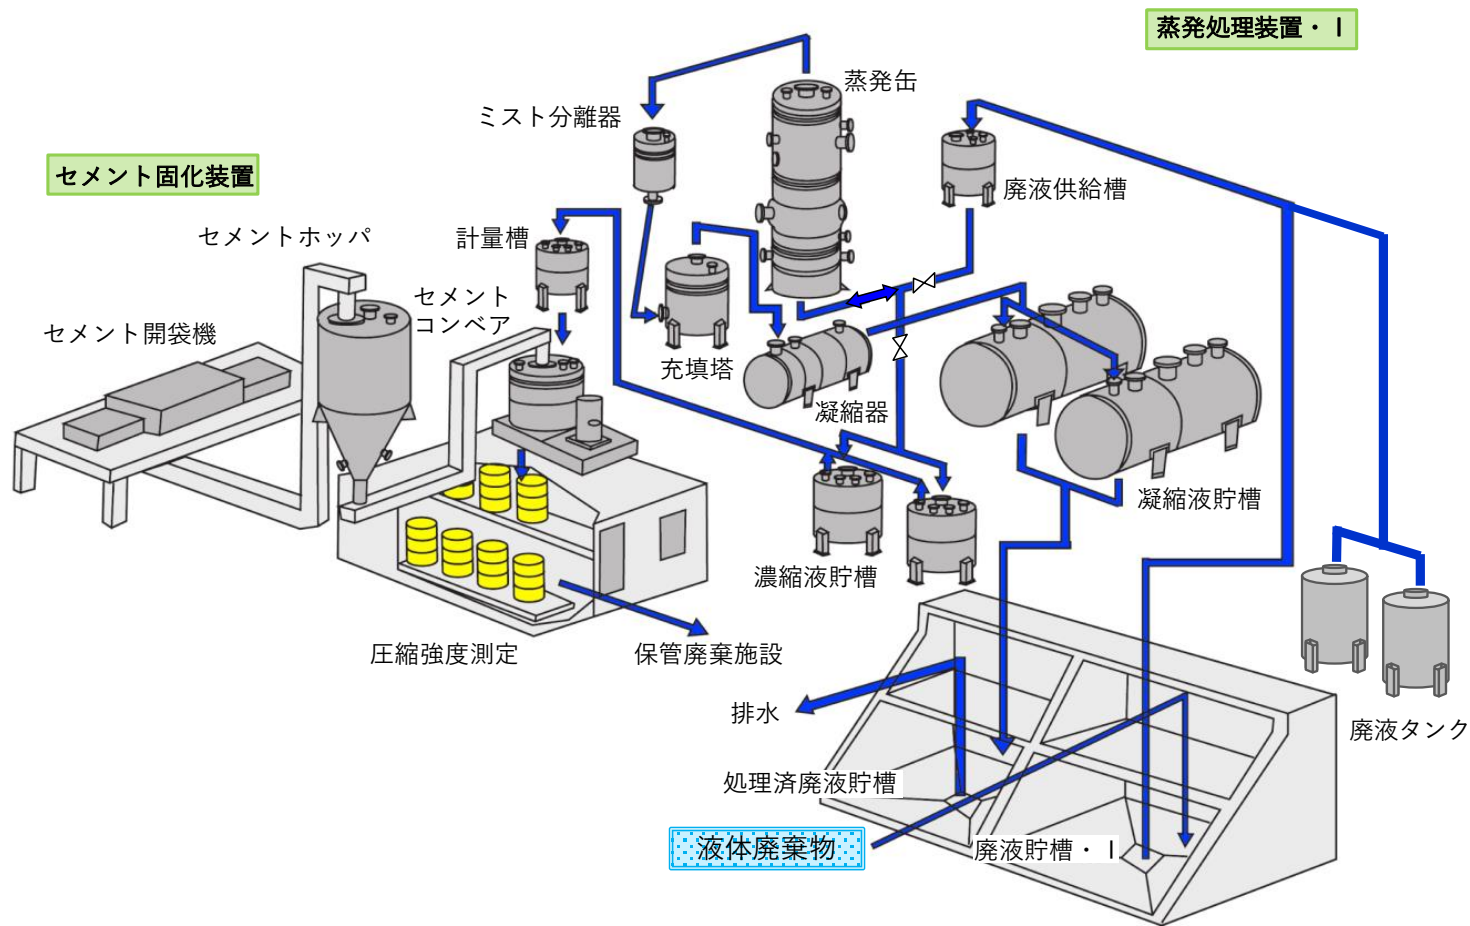 蒸発処理装置・Ⅰ
蒸発缶
ミスト分離器
セメント固化装置
廃液供給槽
セメントホッパ
計量槽
セメント
コンベア
セメント開袋機
充填塔
凝縮器
凝縮液貯槽
濃縮液貯槽
圧縮強度測定
保管廃棄施設
排水
廃液タンク
処理済廃液貯槽
液体廃棄物
廃液貯槽・Ⅰ